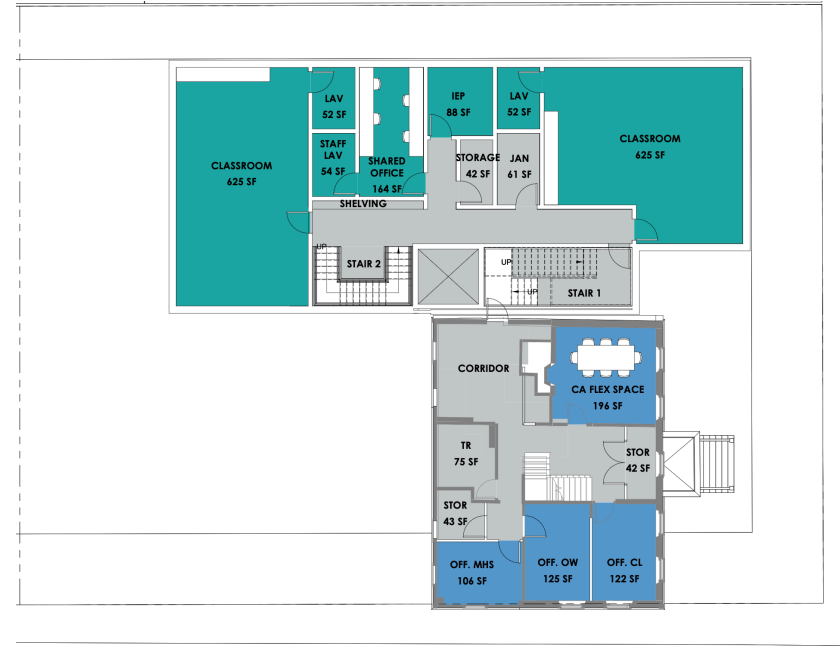 LAV
52 SF
IEP
88 SF
LAV
52 SF
CLASSROOM
625 SF
STAFF
LAV
54 SF
SHARED
OFFICE
164 SF
STORAGE
42 SF
JAN
61 SF
CLASSROOM
625 SF
SHELVING
UP
STAIR 2
UP
UP
STAIR 1
CORRIDOR
CA FLEX SPACE
196 SF
TR
75 SF
STOR
42 SF
STOR
43 SF
OFF. MHS
106 SF
OFF. OW
125 SF
OFF. CL
122 SF